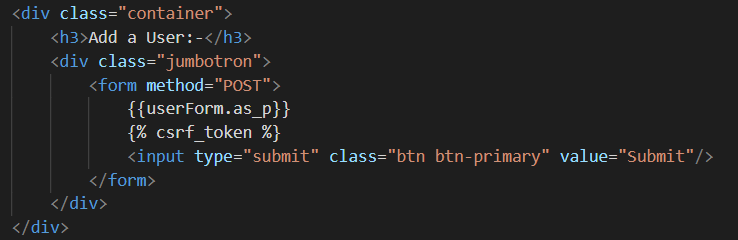 <div class="container">
    <h3>Add a User:-</h3>
    <div class="jumbotron">
        <form method="POST">
            {{userForm.as_p}}
            {% csrf_token %}
            <input type="submit" class="btn btn-primary" value="Submit"/>
        </form>
    </div>
</div>